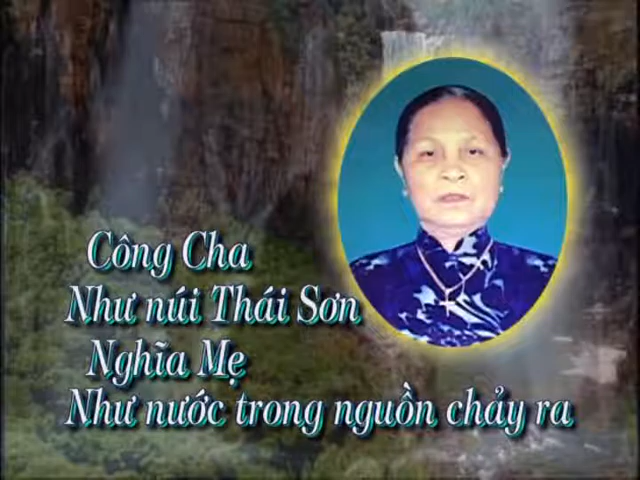 Công Cha
Như núi Thái Sơn
Nghĩa Mẹ
Như nước trong nguồn chảy ra